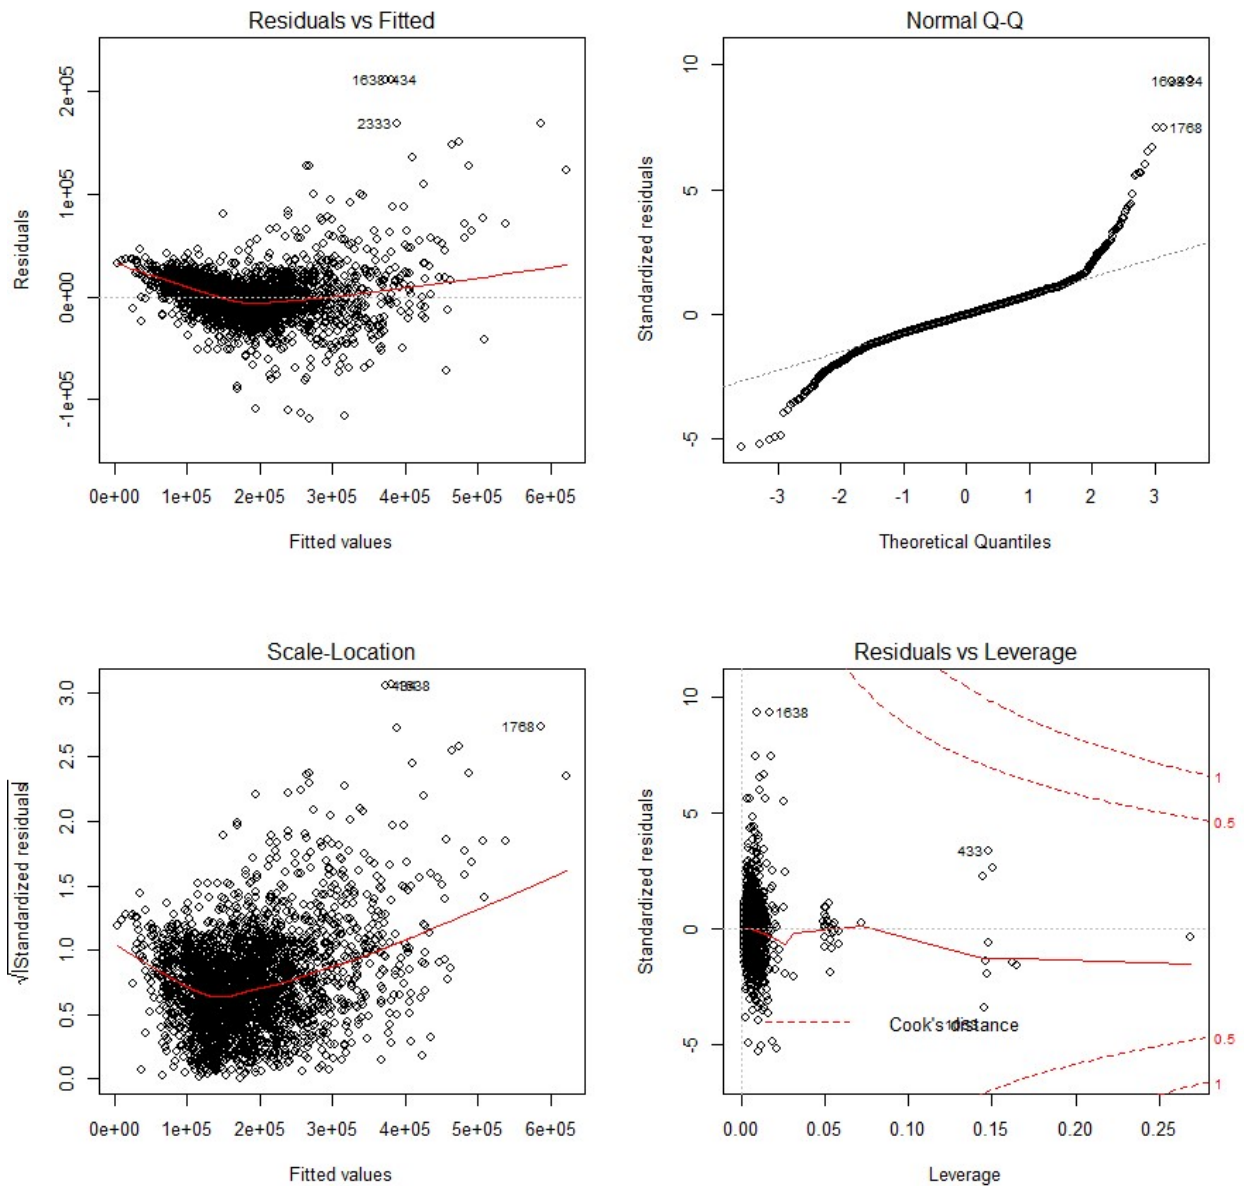 Residuals vs Fitted
Residuals
2e+05
1e+05
0e+00
-1e+05
1638
434
2333
0e+00 1e+05 2e+05 3e+05 4e+05 5e+05 6e+05
Fitted values
Normal Q-Q
Standardized residuals
10
5
0
-5
1768
-3 -2 -1 0 1 2 3
Theoretical Quantiles
Scale-Location
√|Standardized residuals|
3.0
2.5
2.0
1.5
1.0
0.5
0.0
1768
0e+00 1e+05 2e+05 3e+05 4e+05 5e+05 6e+05
Fitted values
Residuals vs Leverage
Standardized residuals
10
5
0
-5
1638
433
1
0.5
Cook's distance
0.5
1
0.00 0.05 0.10 0.15 0.20 0.25
Leverage